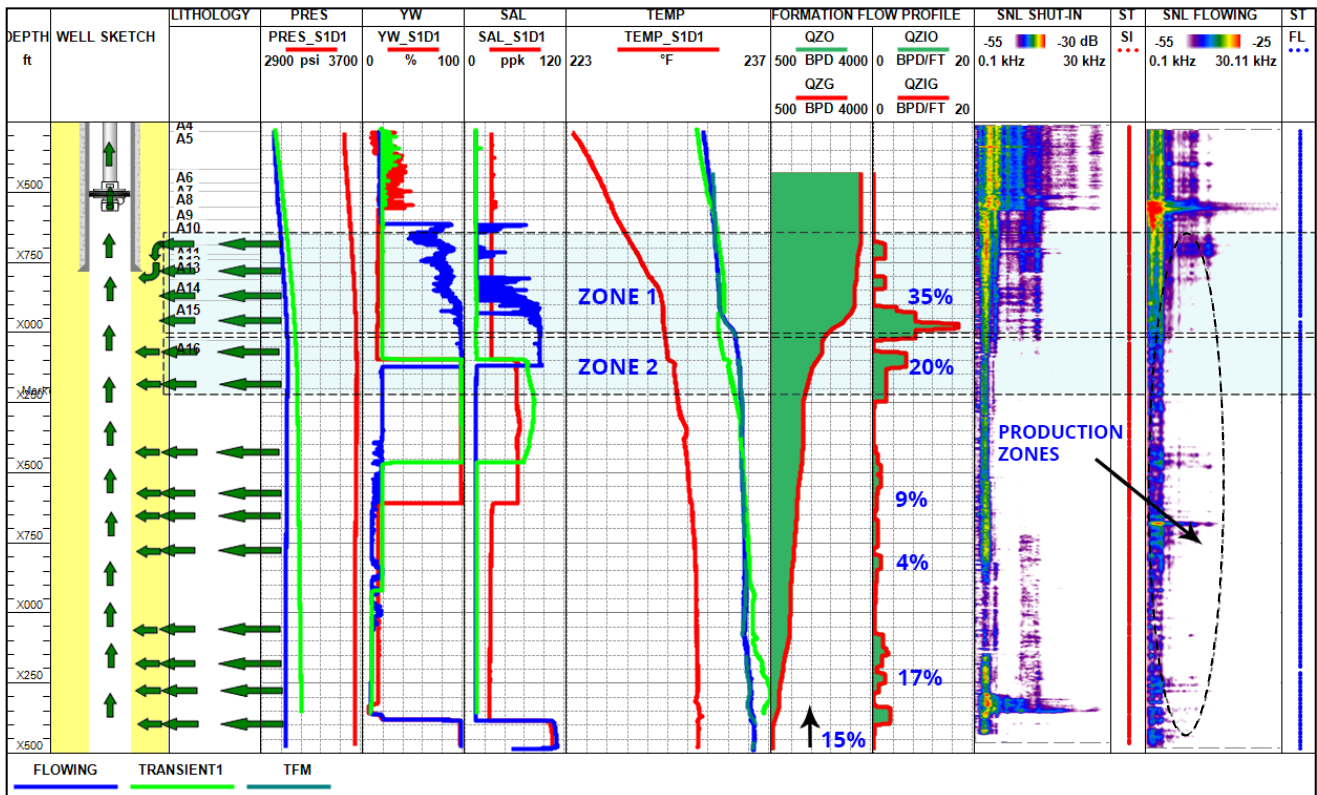 LITHOLOGY PRES YW SAL TEMP FORMATION FLOW PROFILE SNL SHUT-IN ST SNL FLOWING ST
DEPTH WELL SKETCH PRES_S1D1 YW_S1D1 SAL_S1D1 TEMP_S1D1 QZO QZIO -55 -30 dB SI -55 -25 FL
ft 2900 psi 3700 0 % 100 0 ppk 120 223 °F 237 500 BPD 4000 0 BPD/FT 20 0.1 kHz 30 kHz 0.1 kHz 30.11 kHz
QZG QZIG
500 BPD 4000 0 BPD/FT 20
A4
A5
A6
X500
A7
A8
A9
A10
X750
A13
A14
ZONE 1 35%
A15
X000
A16
ZONE 2 20%
X250
PRODUCTION
ZONES
X500
9%
X750
4%
X000
17%
X250
15%
X500
FLOWING TRANSIENT1 TFM